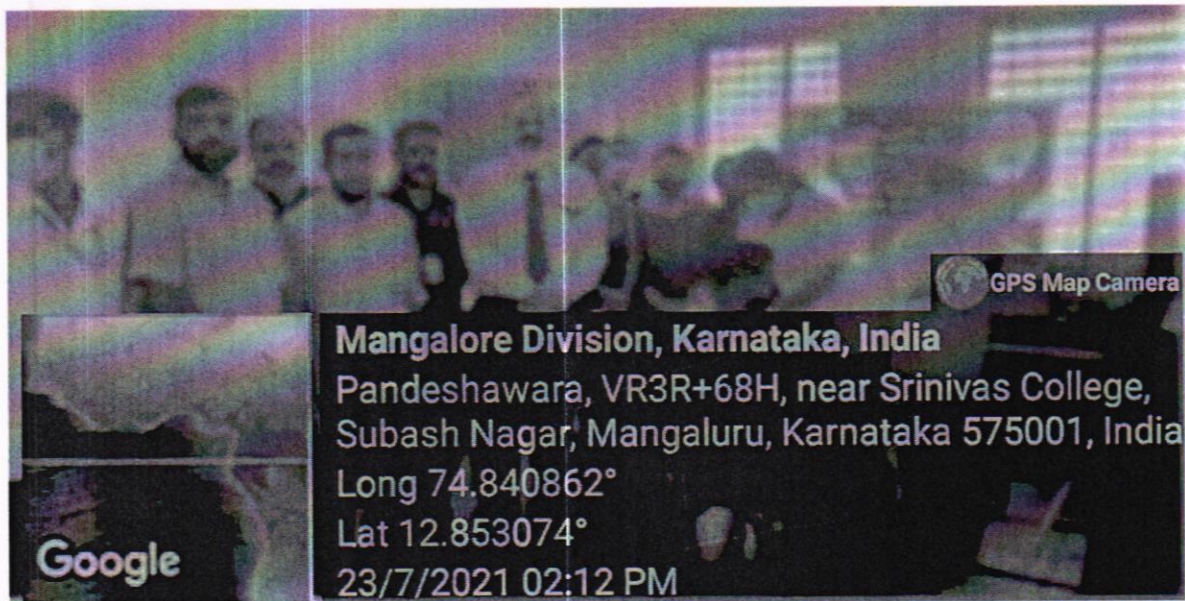 GPS Map Camera
Mangalore Division, Karnataka, India
Pandeshawara, VR3R+68H, near Srinivas College,
Subash Nagar, Mangaluru, Karnataka 575001, India
Long 74.840862°
Lat 12.853074°
23/7/2021 02:12 PM
Google